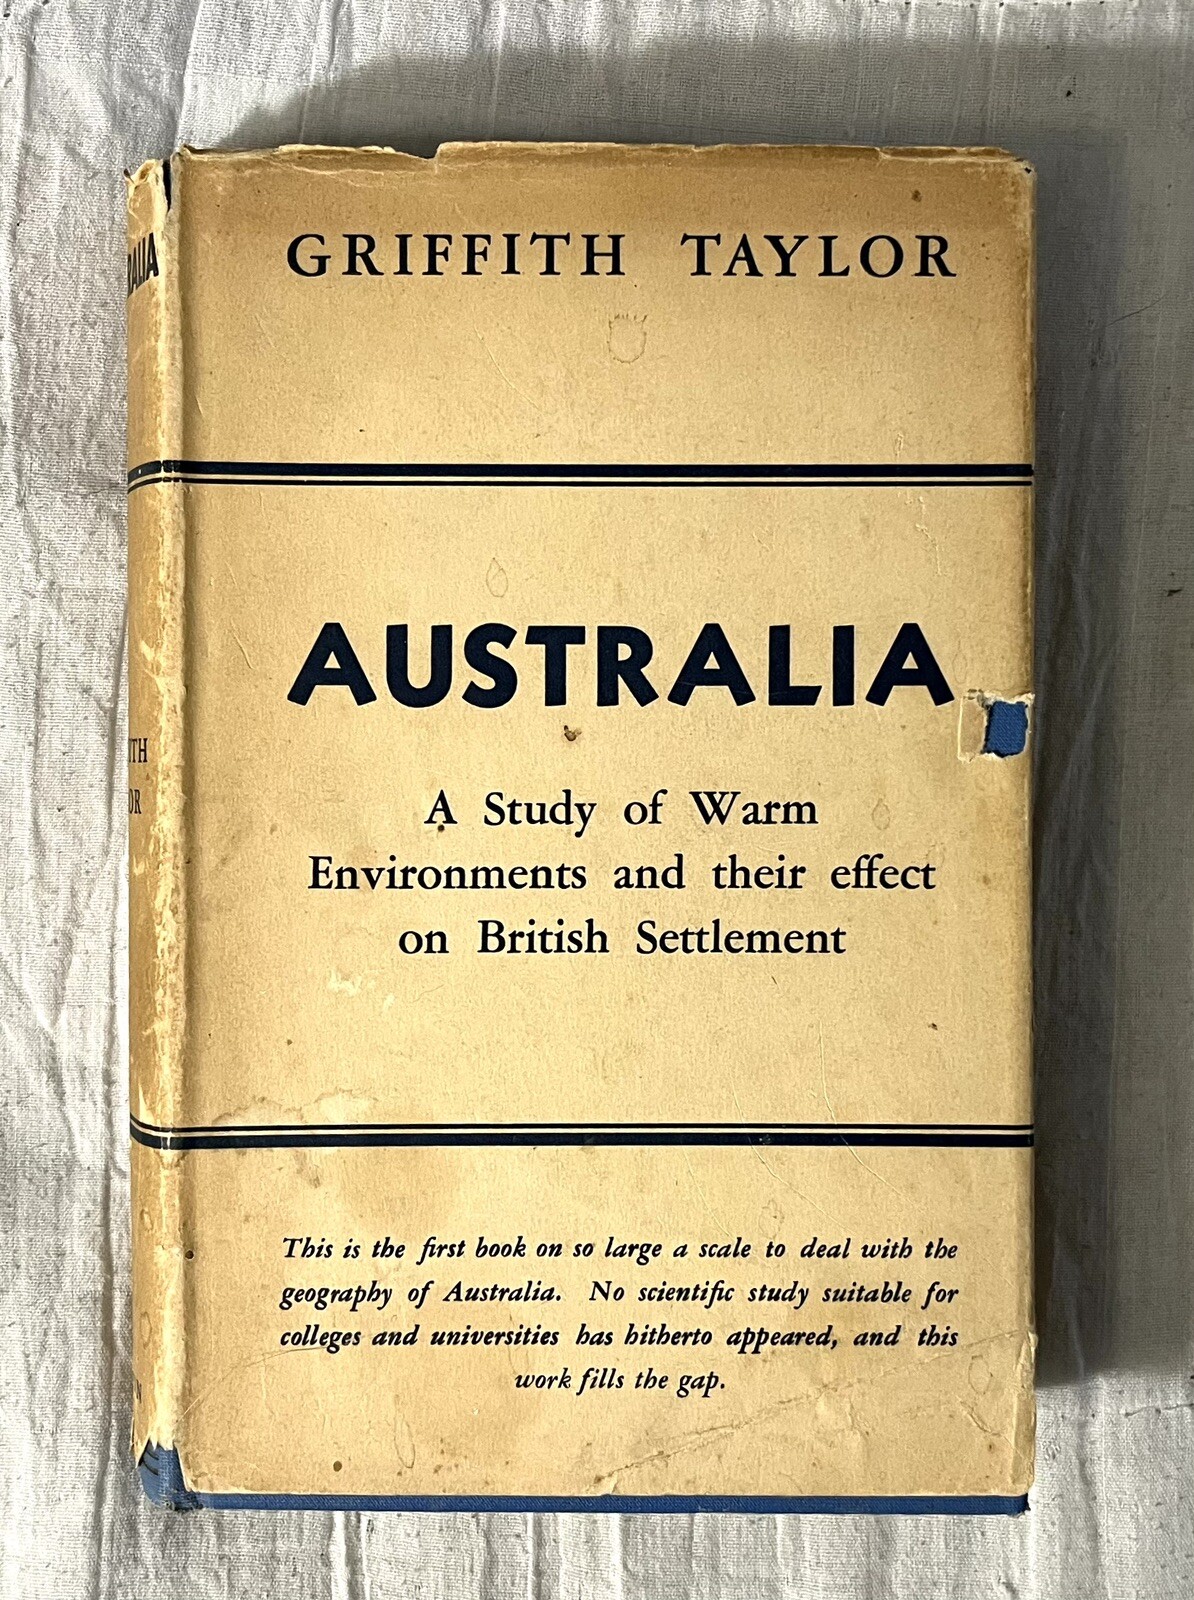 GRIFFITH TAYLOR
AUSTRALIA
A Study of Warm
Environments and their effect
on British Settlement
This is the first book on so large a scale to deal with the
geography of Australia. No scientific study suitable for
colleges and universities has hitherto appeared, and this
work fills the gap.